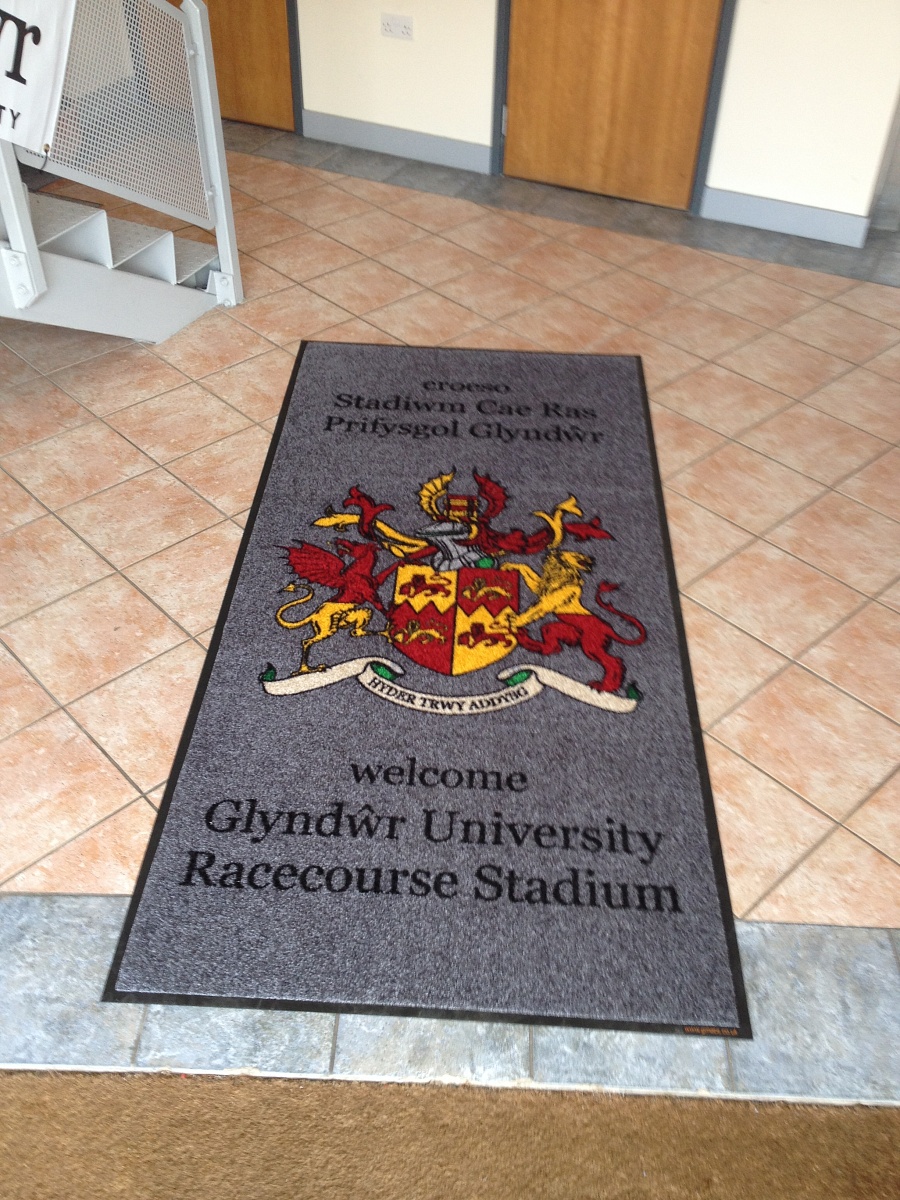 croeso
Stadiwm Cae Ras
Prifysgol Glyndŵr
HYDER TRWY ADDYSG
welcome
Glyndŵr University
Racecourse Stadium